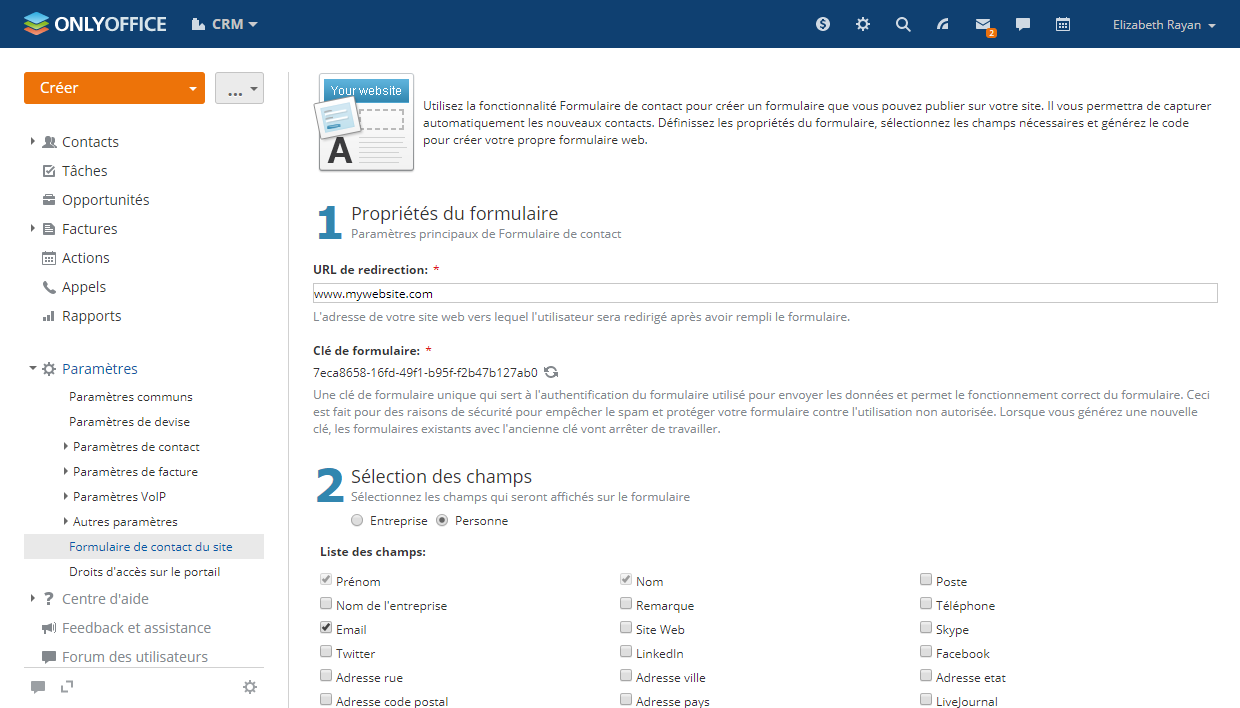 ONLYOFFICE CRM Elizabeth Rayan
2
Créer ...
Contacts
Tâches
Opportunités
Factures
Actions
Appels
Rapports
Paramètres
Paramètres communs
Paramètres de devise
Paramètres de contact
Paramètres de facture
Paramètres VoIP
Autres paramètres
Formulaire de contact du site
Droits d'accès sur le portail
Centre d'aide
Feedback et assistance
Forum des utilisateurs
Your website
A
Utilisez la fonctionnalité Formulaire de contact pour créer un formulaire que vous pouvez publier sur votre site. Il vous permettra de capturer
automatiquement les nouveaux contacts. Définissez les propriétés du formulaire, sélectionnez les champs nécessaires et générez le code
pour créer votre propre formulaire web.
1 Propriétés du formulaire
Paramètres principaux de Formulaire de contact
URL de redirection: *
www.mywebsite.com
L'adresse de votre site web vers lequel l'utilisateur sera redirigé après avoir rempli le formulaire.
Clé de formulaire: *
7eca8658-16fd-49f1-b95f-f2b47b127ab0
Une clé de formulaire unique qui sert à l'authentification du formulaire utilisé pour envoyer les données et permet le fonctionnement correct du formulaire. Ceci
est fait pour des raisons de sécurité pour empêcher le spam et protéger votre formulaire contre l'utilisation non autorisée. Lorsque vous générez une nouvelle
clé, les formulaires existants avec l'ancienne clé vont arrêter de travailler.
2 Sélection des champs
Sélectionnez les champs qui seront affichés sur le formulaire
Entreprise Personne
Liste des champs:
Prénom Nom Poste
Nom de l'entreprise Remarque Téléphone
Email Site Web Skype
Twitter LinkedIn Facebook
Adresse rue Adresse ville Adresse etat
Adresse code postal Adresse pays LiveJournal